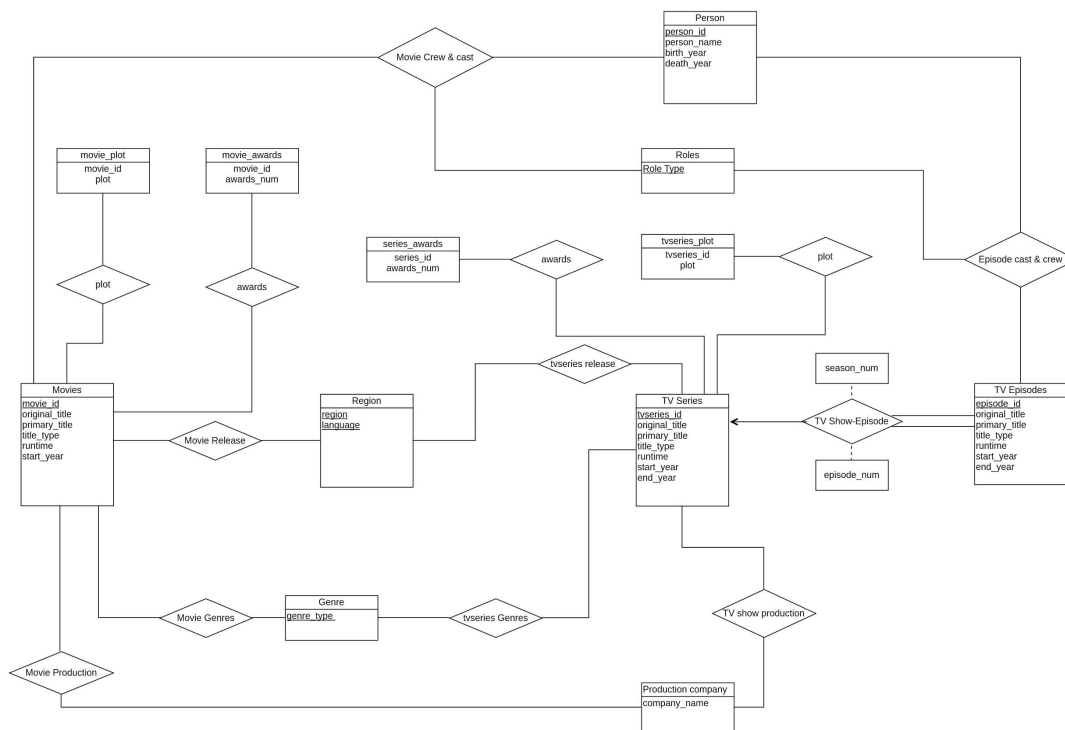 Person
person_id
person_name
birth_year
death_year
Movie Crew & cast
movie_plot
movie_id
plot
movie_awards
movie_id
awards_num
Roles
Role Type
series_awards
series_id
awards_num
awards
tvseries_plot
tvseries_id
plot
plot
Episode cast & crew
plot
awards
tvseries release
season_num
Movies
movie_id
original_title
primary_title
title_type
runtime
start_year
Movie Release
Region
region
language
TV Series
tvseries_id
original_title
primary_title
title_type
runtime
start_year
end_year
TV Show-Episode
TV Episodes
episode_id
original_title
primary_title
title_type
runtime
start_year
end_year
episode_num
Movie Genres
Genre
genre_type
tvseries Genres
TV show production
Movie Production
Production company
company_name